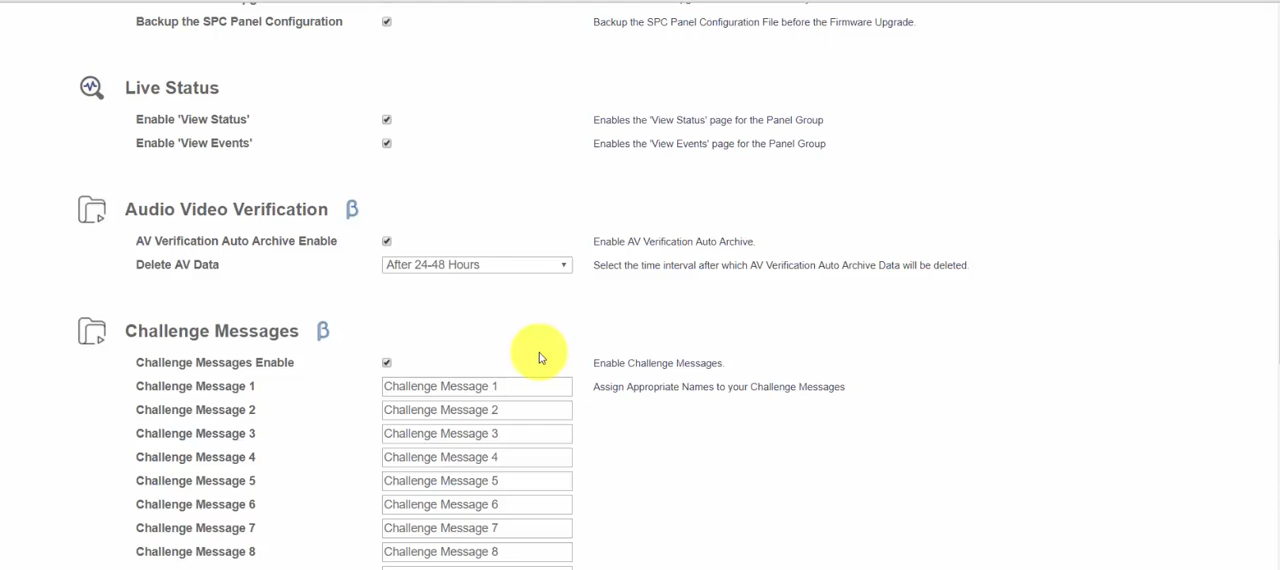 Backup the SPC Panel Configuration Backup the SPC Panel Configuration File before the Firmware Upgrade.
Live Status
Enable 'View Status' Enables the 'View Status' page for the Panel Group
Enable 'View Events' Enables the 'View Events' page for the Panel Group
Audio Video Verification β
AV Verification Auto Archive Enable Enable AV Verification Auto Archive.
Delete AV Data After 24-48 Hours Select the time interval after which AV Verification Auto Archive Data will be deleted.
Challenge Messages β
Challenge Messages Enable Enable Challenge Messages.
Challenge Message 1 Challenge Message 1 Assign Appropriate Names to your Challenge Messages
Challenge Message 2 Challenge Message 2
Challenge Message 3 Challenge Message 3
Challenge Message 4 Challenge Message 4
Challenge Message 5 Challenge Message 5
Challenge Message 6 Challenge Message 6
Challenge Message 7 Challenge Message 7
Challenge Message 8 Challenge Message 8